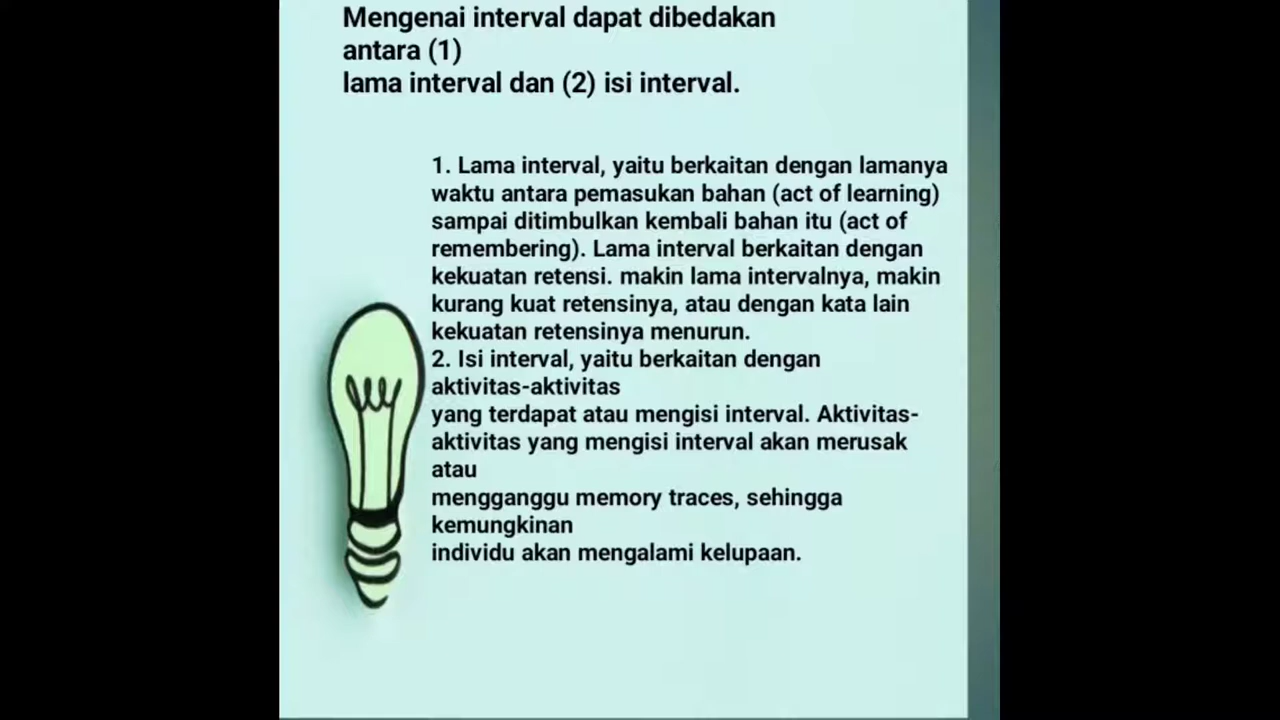 Mengenai interval dapat dibedakan
antara (1)
lama interval dan (2) isi interval.
1. Lama interval, yaitu berkaitan dengan lamanya
waktu antara pemasukan bahan (act of learning)
sampai ditimbulkan kembali bahan itu (act of
remembering). Lama interval berkaitan dengan
kekuatan retensi. makin lama intervalnya, makin
kurang kuat retensinya, atau dengan kata lain
kekuatan retensinya menurun.
2. Isi interval, yaitu berkaitan dengan
aktivitas-aktivitas
yang terdapat atau mengisi interval. Aktivitas-
aktivitas yang mengisi interval akan merusak
atau
mengganggu memory traces, sehingga
kemungkinan
individu akan mengalami kelupaan.